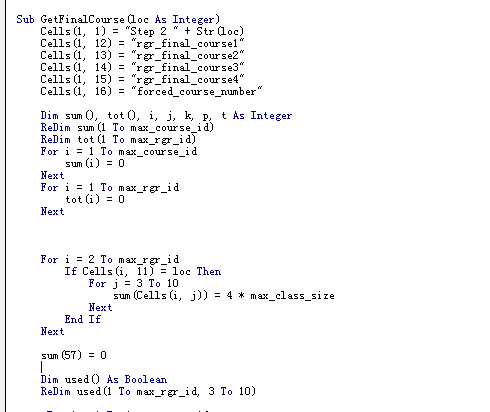 Sub GetFinalCourse(loc As Integer)
Cells(1, 1) = "Step 2 " + Str(loc)
Cells(1, 12) = "rgr_final_course1"
Cells(1, 13) = "rgr_final_course2"
Cells(1, 14) = "rgr_final_course3"
Cells(1, 15) = "rgr_final_course4"
Cells(1, 16) = "forced_course_number"
Dim sum(), tot(), i, j, k, p, t As Integer
ReDim sum(1 To max_course_id)
ReDim tot(1 To max_rgr_id)
For i = 1 To max_course_id
sum(i) = 0
Next
For i = 1 To max_rgr_id
tot(i) = 0
Next
For i = 2 To max_rgr_id
If Cells(i, 11) = loc Then
For j = 3 To 10
sum(Cells(i, j)) = 4 * max_class_size
Next
End If
Next
sum(57) = 0
Dim used() As Boolean
ReDim used(1 To max_rgr_id, 3 To 10)